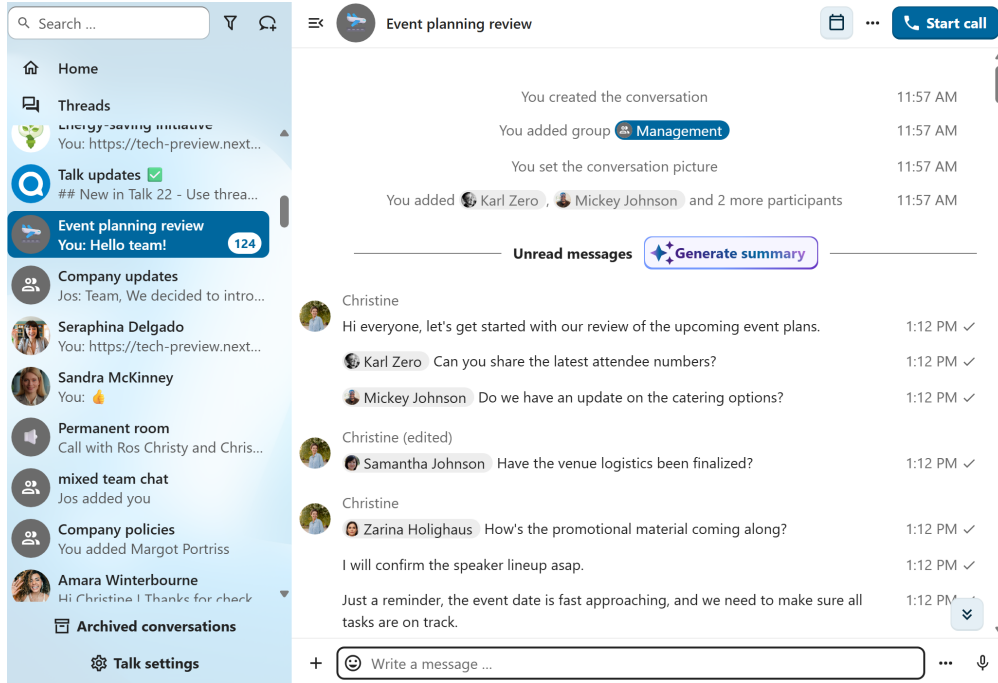 Search ...
Home
Threads
Energy-saving initiative
You: https://tech-preview.next...
Talk updates ✅
## New in Talk 22 - Use threa...
Event planning review
You: Hello team!
124
Company updates
Jos: Team, We decided to intro...
Seraphina Delgado
You: https://tech-preview.next...
Sandra McKinney
You: 👍
Permanent room
Call with Ros Christy and Chris...
mixed team chat
Jos added you
Company policies
You added Margot Portriss
Amara Winterbourne
Hi Christine ! Thanks for check
Archived conversations
Talk settings
Event planning review
Start call
You created the conversation 11:57 AM
You added group Management 11:57 AM
You set the conversation picture 11:57 AM
You added Karl Zero, Mickey Johnson and 2 more participants 11:57 AM
Unread messages Generate summary
Christine
Hi everyone, let's get started with our review of the upcoming event plans. 1:12 PM
Karl Zero Can you share the latest attendee numbers? 1:12 PM
Mickey Johnson Do we have an update on the catering options? 1:12 PM
Christine (edited)
Samantha Johnson Have the venue logistics been finalized? 1:12 PM
Christine
Zarina Holighaus How's the promotional material coming along? 1:12 PM
I will confirm the speaker lineup asap. 1:12 PM
Just a reminder, the event date is fast approaching, and we need to make sure all 1:12 PM
tasks are on track.
Write a message ...